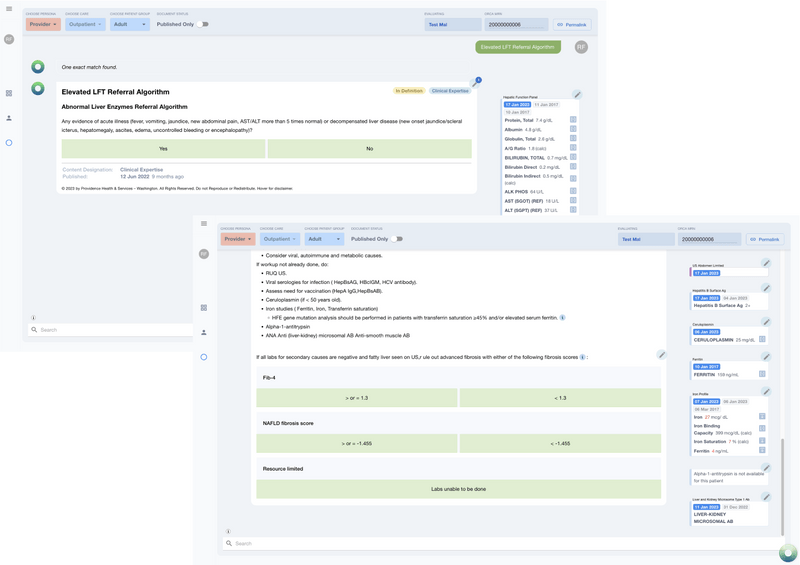 CHOOSE PERSONA
CHOOSE CARE
CHOOSE PATIENT GROUP
DOCUMENT STATUS
EVALUATING
Provider
Outpatient
Adult
Published Only
Test Mai
20000000006
Permalink
Elevated LFT Referral Algorithm
RF
RF
One exact match found.
Elevated LFT Referral Algorithm
In Definition
Clinical Expertise
Abnormal Liver Enzymes Referral Algorithm
Any evidence of acute illness (fever, vomiting, jaundice, new abdominal pain, AST/ALT more than 5 times normal) or decompensated liver disease (new onset jaundice/scleral
icterus, hepatomegaly, ascites, edema, uncontrolled bleeding or encephalopathy)?
Yes
No
Content Designation: Clinical Expertise
Published: 12 Jun 2022 9 months ago
© 2022 by Providence Health & Services – Washington. All Rights Reserved. Do not Reproduce or Redistribute. Hover for disclaimer.
Hepatic Function Panel
17 Jan 2022 11 Jan 2017
10 Jan 2017
Protein, Total 7.4 g/dL
Albumin 4.8 g/dL
Globulin, Total 2.6 g/dL
A/G Ratio 1.8 (calc)
BILIRUBIN, TOTAL 0.7 mg/dL
Bilirubin Direct 0.2 mg/dL
Bilirubin Indirect 0.5 mg/dL
(calc)
ALK PHOS 64 U/L
AST (SGOT) (REF) 18 U/L
ALT (SGPT) (REF) 37 U/L
Search
CHOOSE PERSONA
CHOOSE CARE
CHOOSE PATIENT GROUP
DOCUMENT STATUS
EVALUATING
Provider
Outpatient
Adult
Published Only
Test Mai
20000000006
Permalink
RF
Consider viral, autoimmune and metabolic causes.
If workup not already done, do:
RUQ US.
Viral serologies for infection ( HepBsAG, HBcIGM, HCV antibody).
Assess need for vaccination (HepA IgG,HepBsAB).
Ceruloplasmin (if < 50 years old).
Iron studies ( Ferritin, Iron, Transferrin saturation)
HFE gene mutation analysis should be performed in patients with transferrin saturation ≥45% and/or elevated serum ferritin.
Alpha-1-antitrypsin
ANA Anti (liver-kidney) microsomal AB Anti-smooth muscle AB
If all labs for secondary causes are negative and fatty liver seen on US,r ule out advanced fibrosis with either of the following fibrosis scores :
Fib-4
> or = 1.3
< 1.3
NAFLD fibrosis score
> or = -1.455
< -1.455
Resource limited
Labs unable to be done
US Abdomen Limited
17 Jan 2023
Hepatitis B Surface Ag
17 Jan 2023 04 Jan 2023
Hepatitis B Surface Ag 2+
Ceruloplasmin
06 Jan 2023
CERULOPLASMIN 25 mg/dL
Ferritin
10 Jan 2017
FERRITIN 158 ng/mL
Iron Profile
07 Jan 2023 06 Jan 2023
09 Mar 2017
Iron 27 mcg/ dL
Iron Binding
Capacity 399 mcg/dL (calc)
Iron Saturation 7 % (calc)
Ferritin 4 ng/mL
Alpha-1-antitrypsin is not available
for this patient
Liver and Kidney Microsome Type 1 Ab
11 Jan 2023 31 Dec 2022
LIVER-KIDNEY
MICROSOMAL AB
Search